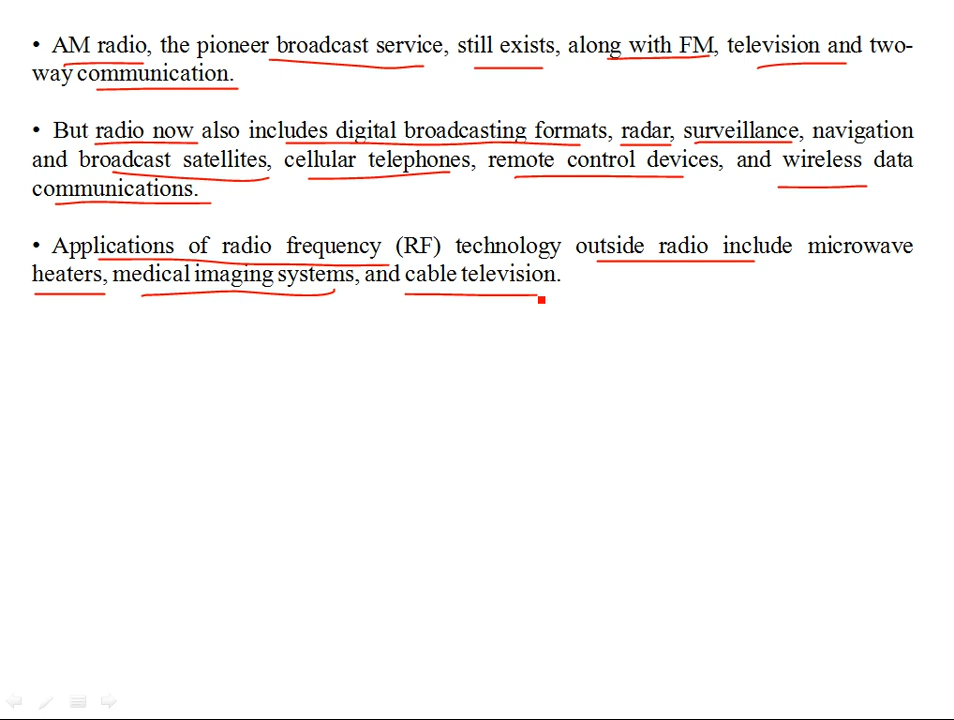 • AM radio, the pioneer broadcast service, still exists, along with FM, television and two-
way communication.
• But radio now also includes digital broadcasting formats, radar, surveillance, navigation
and broadcast satellites, cellular telephones, remote control devices, and wireless data
communications.
• Applications of radio frequency (RF) technology outside radio include microwave
heaters, medical imaging systems, and cable television.